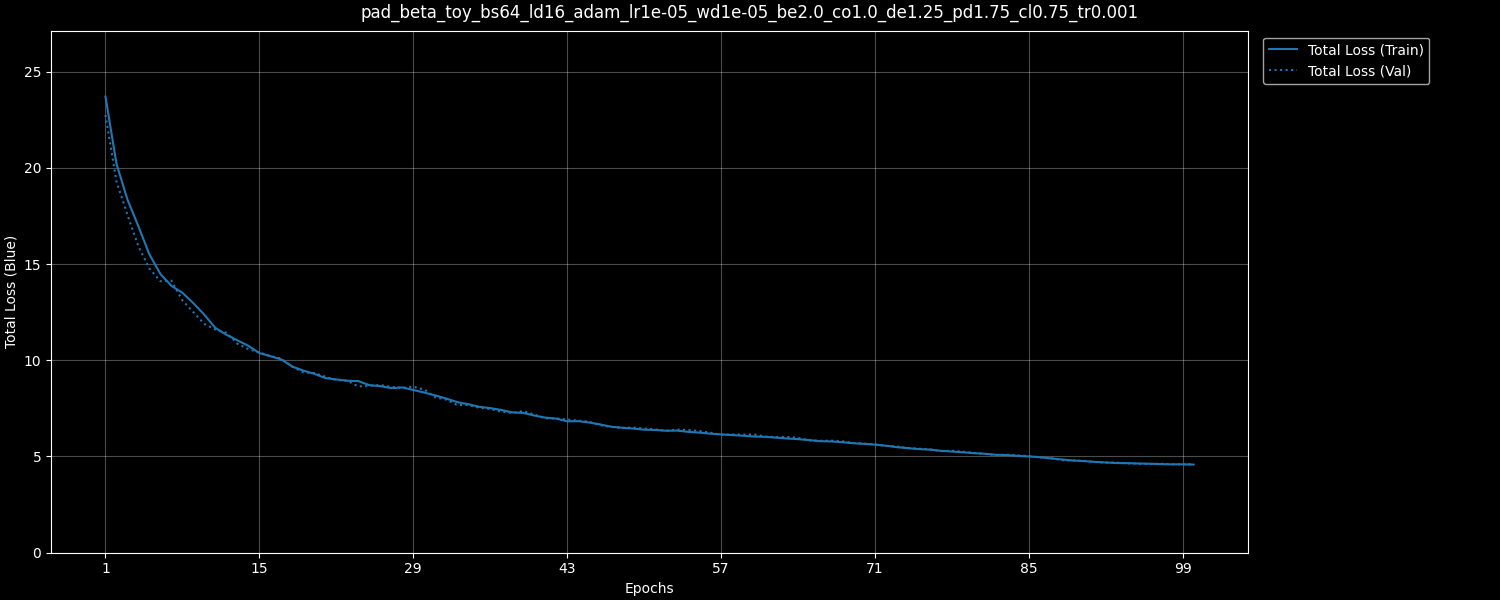 pad_beta_toy_bs64_ld16_adam_lr1e-05_wd1e-05_be2.0_co1.0_de1.25_pd1.75_cl0.75_tr0.001
Total Loss (Train)
Total Loss (Val)
Total Loss (Blue)
25
20
15
10
5
0
1 15 29 43 57 71 85 99
Epochs